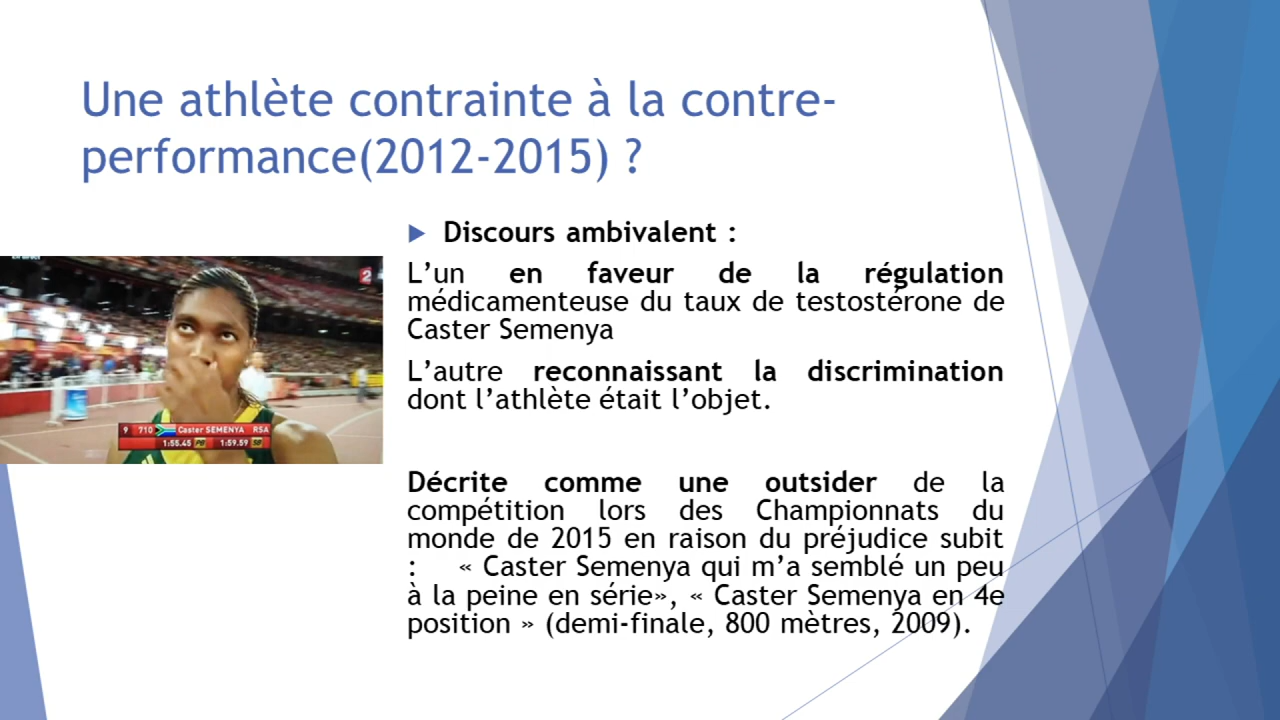 Une athlète contrainte à la contre-
performance(2012-2015) ?
Discours ambivalent :
L’un en faveur de la régulation
médicamenteuse du taux de testostérone de
Caster Semenya
L’autre reconnaissant la discrimination
dont l’athlète était l’objet.
2
9 710 Caster SEMENYA RSA
1:55.45 PB 1:59.59 SB
Décrite comme une outsider de la
compétition lors des Championnats du
monde de 2015 en raison du préjudice subit
: « Caster Semenya qui m’a semblé un peu
à la peine en série», « Caster Semenya en 4e
position » (demi-finale, 800 mètres, 2009).